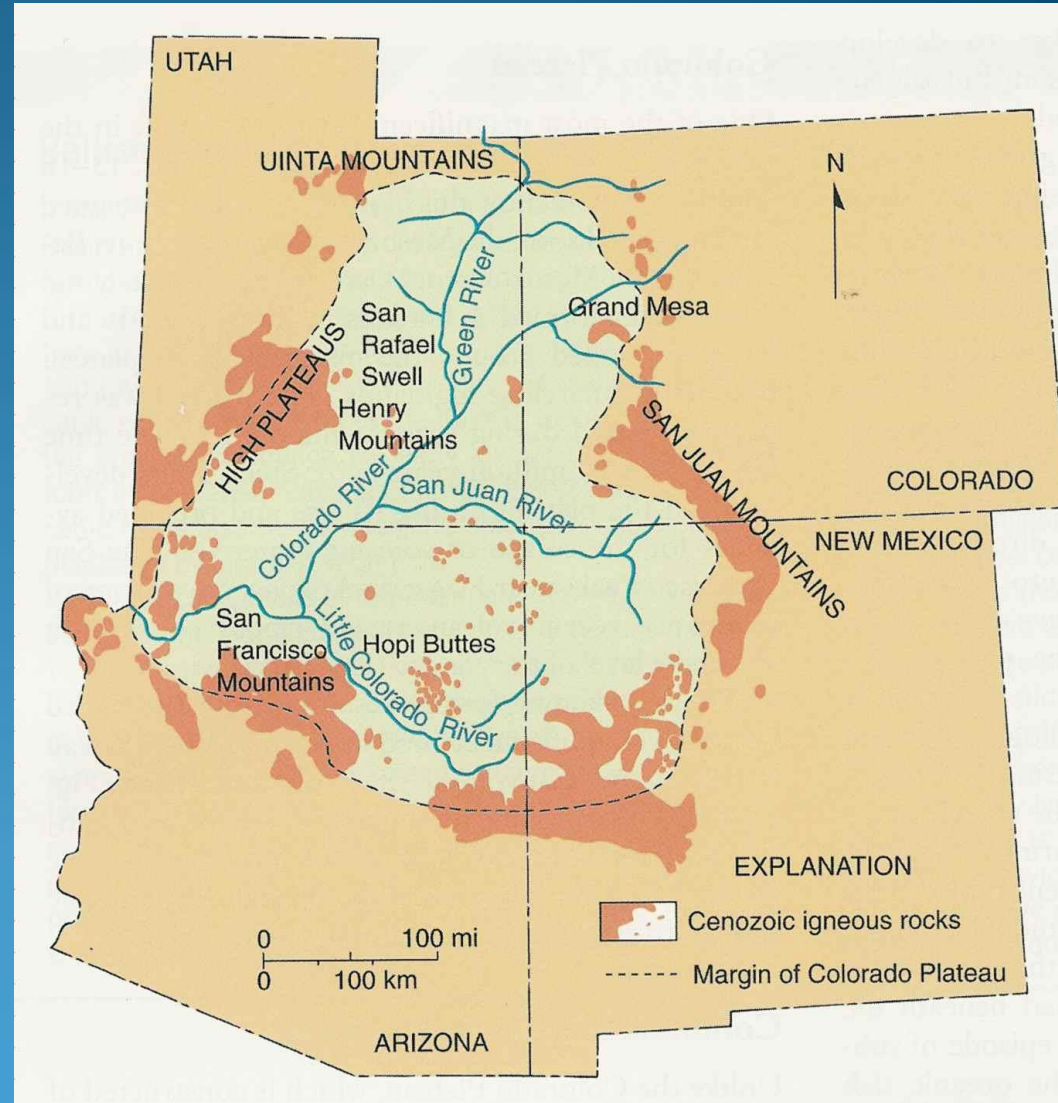 UTAH
UINTA MOUNTAINS
N
Green River
Grand Mesa
San
Rafael
Swell
HIGH PLATEAUS
Henry
Mountains
SAN JUAN MOUNTAINS
San Juan River
COLORADO
Colorado River
NEW MEXICO
San
Francisco
Mountains
Little Colorado River
Hopi Buttes
EXPLANATION
Cenozoic igneous rocks
Margin of Colorado Plateau
0 100 mi
0 100 km
ARIZONA
episode of